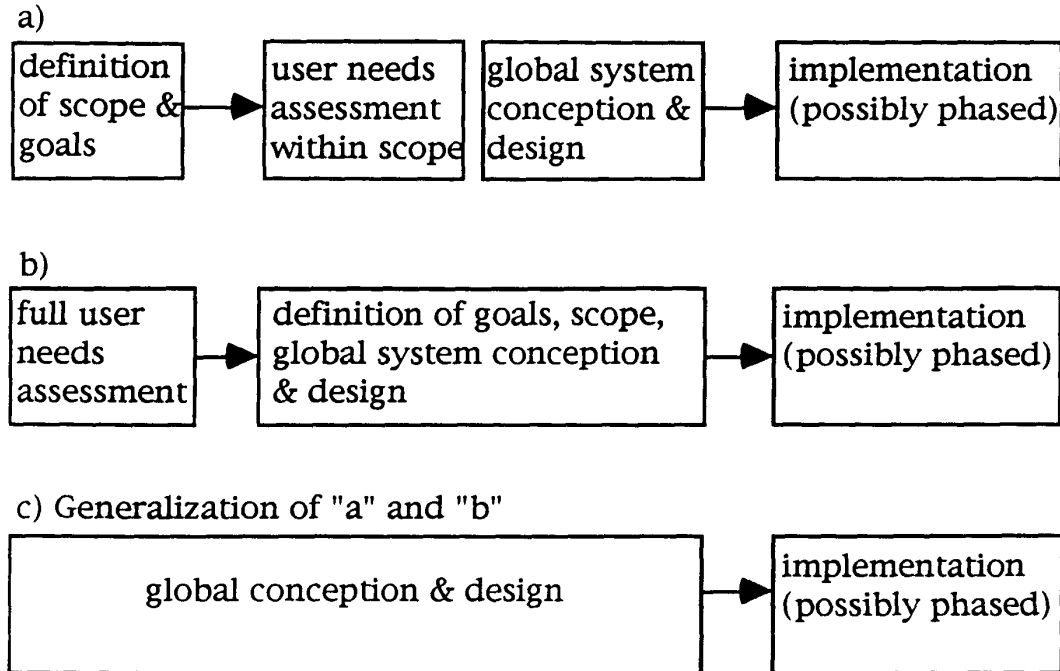 a)
definition
of scope &
goals
user needs
assessment
within scope
global system
conception &
design
implementation
(possibly phased)
b)
full user
needs
assessment
definition of goals, scope,
global system conception
& design
implementation
(possibly phased)
c) Generalization of "a" and "b"
global conception & design
implementation
(possibly phased)